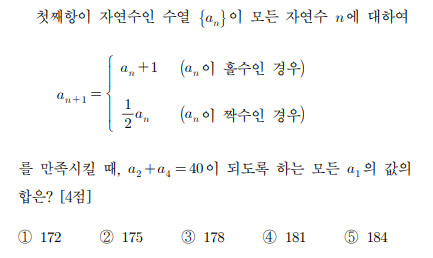 첫째항이 자연수인 수열 {aₙ}이 모든 자연수 n에 대하여
aₙ₊₁ = { aₙ+1 (aₙ이 홀수인 경우)
1/2 aₙ (aₙ이 짝수인 경우)
를 만족시킬 때, a₂+a₄=40이 되도록 하는 모든 a₁의 값의
합은? [4점]
① 172 ② 175 ③ 178 ④ 181 ⑤ 184